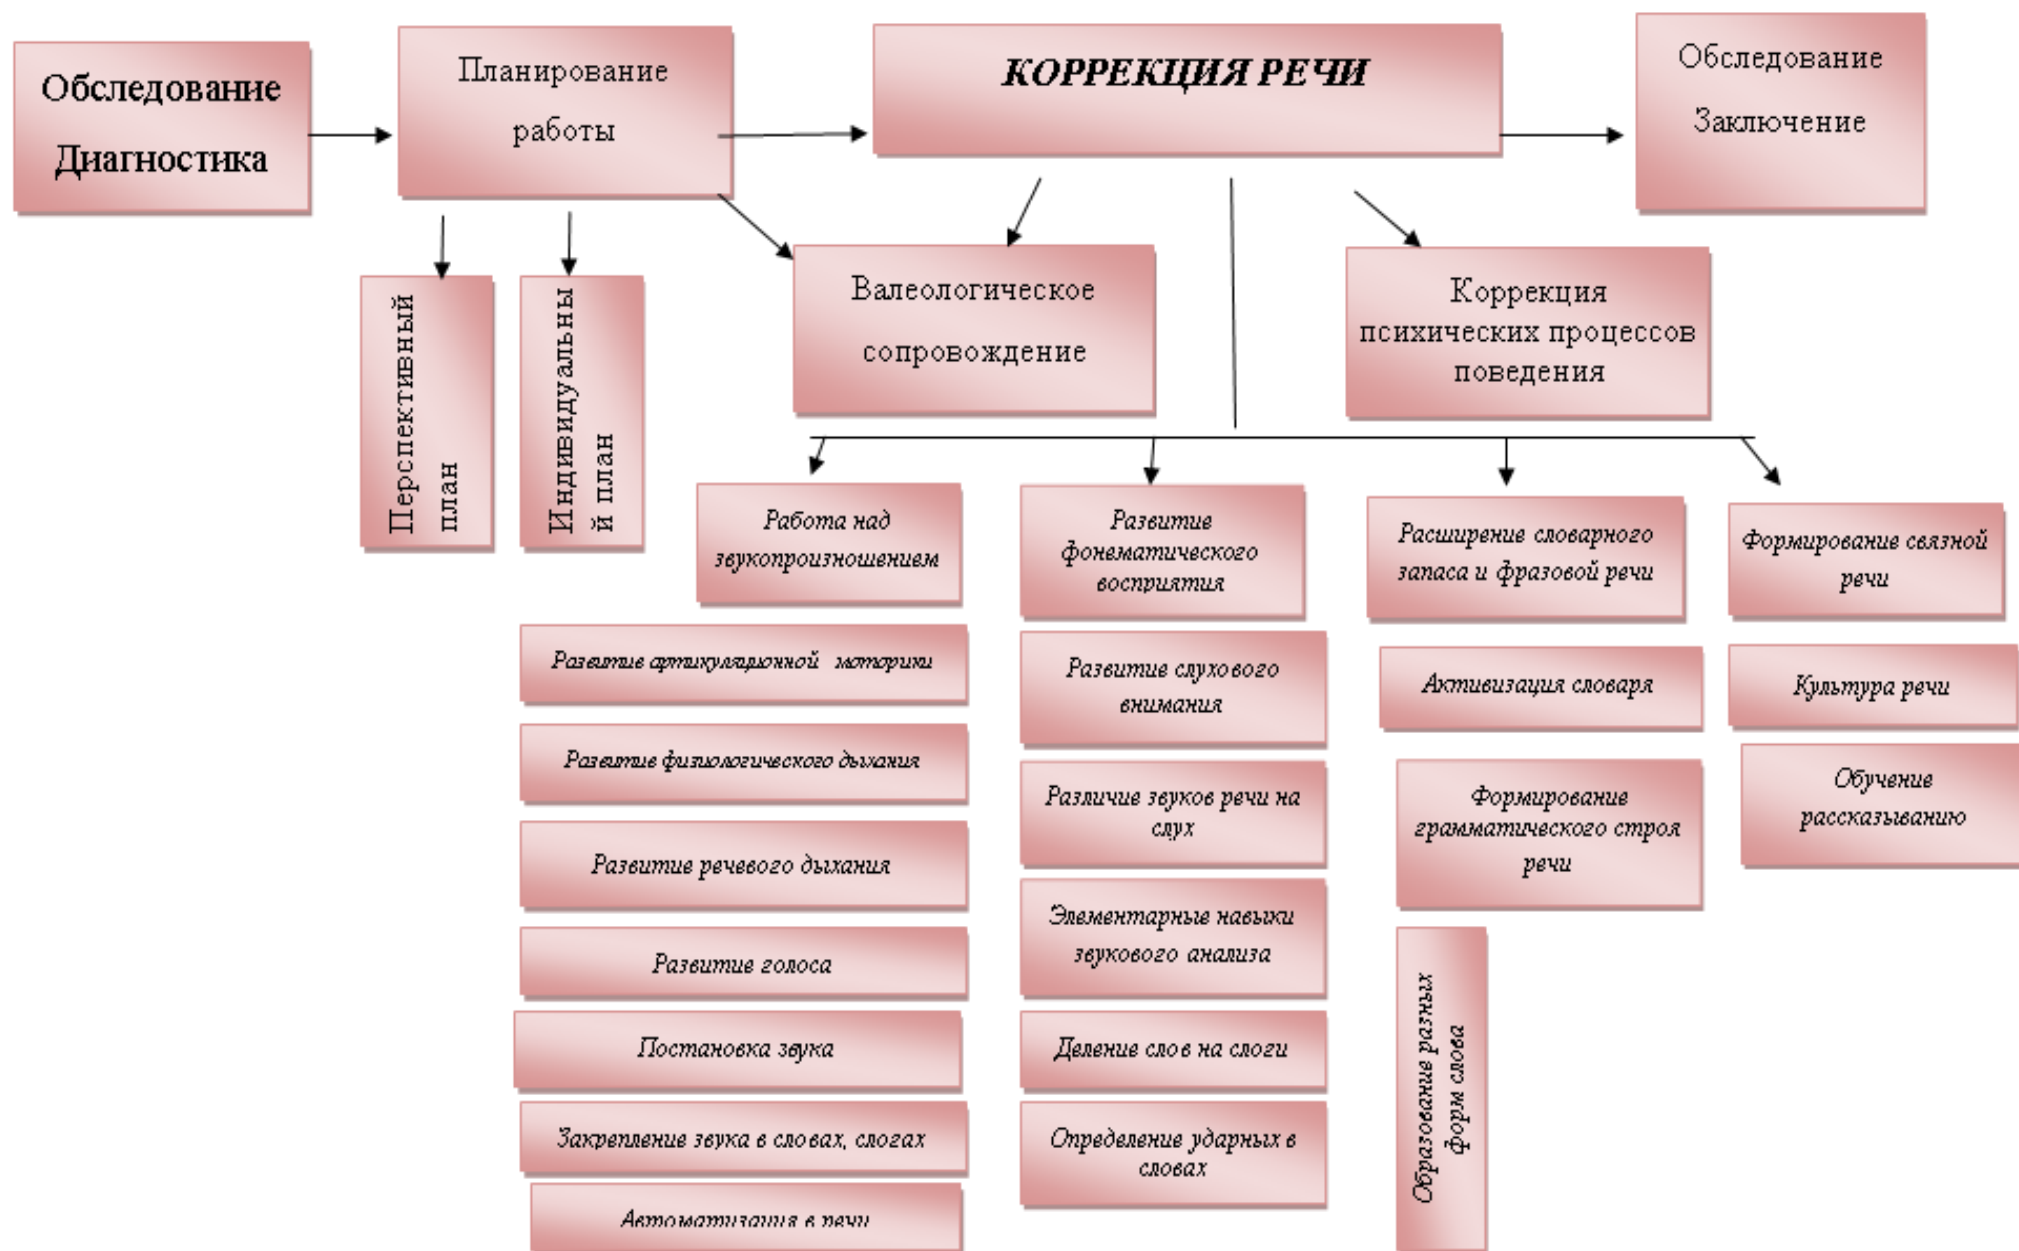 Обследование
Диагностика
Планирование
работы
КОРРЕКЦИЯ РЕЧИ
Обследование
Заключение
Перспективный
план
Индивидуальны
й план
Валеологическое
сопровождение
Коррекция
психических процессов
поведения
Работа над
звукопроизношением
Развитие
фонематического
восприятия
Расширение словарного
запаса и фразовой речи
Формирование связной
речи
Развитие артикуляционной моторики
Развитие физиологического дыхания
Развитие речевого дыхания
Развитие голоса
Постановка звука
Закрепление звука в словах, слогах
Автоматизация в речи
Развитие слухового
внимания
Различие звуков речи на
слух
Элементарные навыки
звукового анализа
Деление слов на слоги
Определение ударных в
словах
Активизация словаря
Формирование
грамматического строя
речи
Образование разных
форм слова
Культура речи
Обучение
рассказыванию